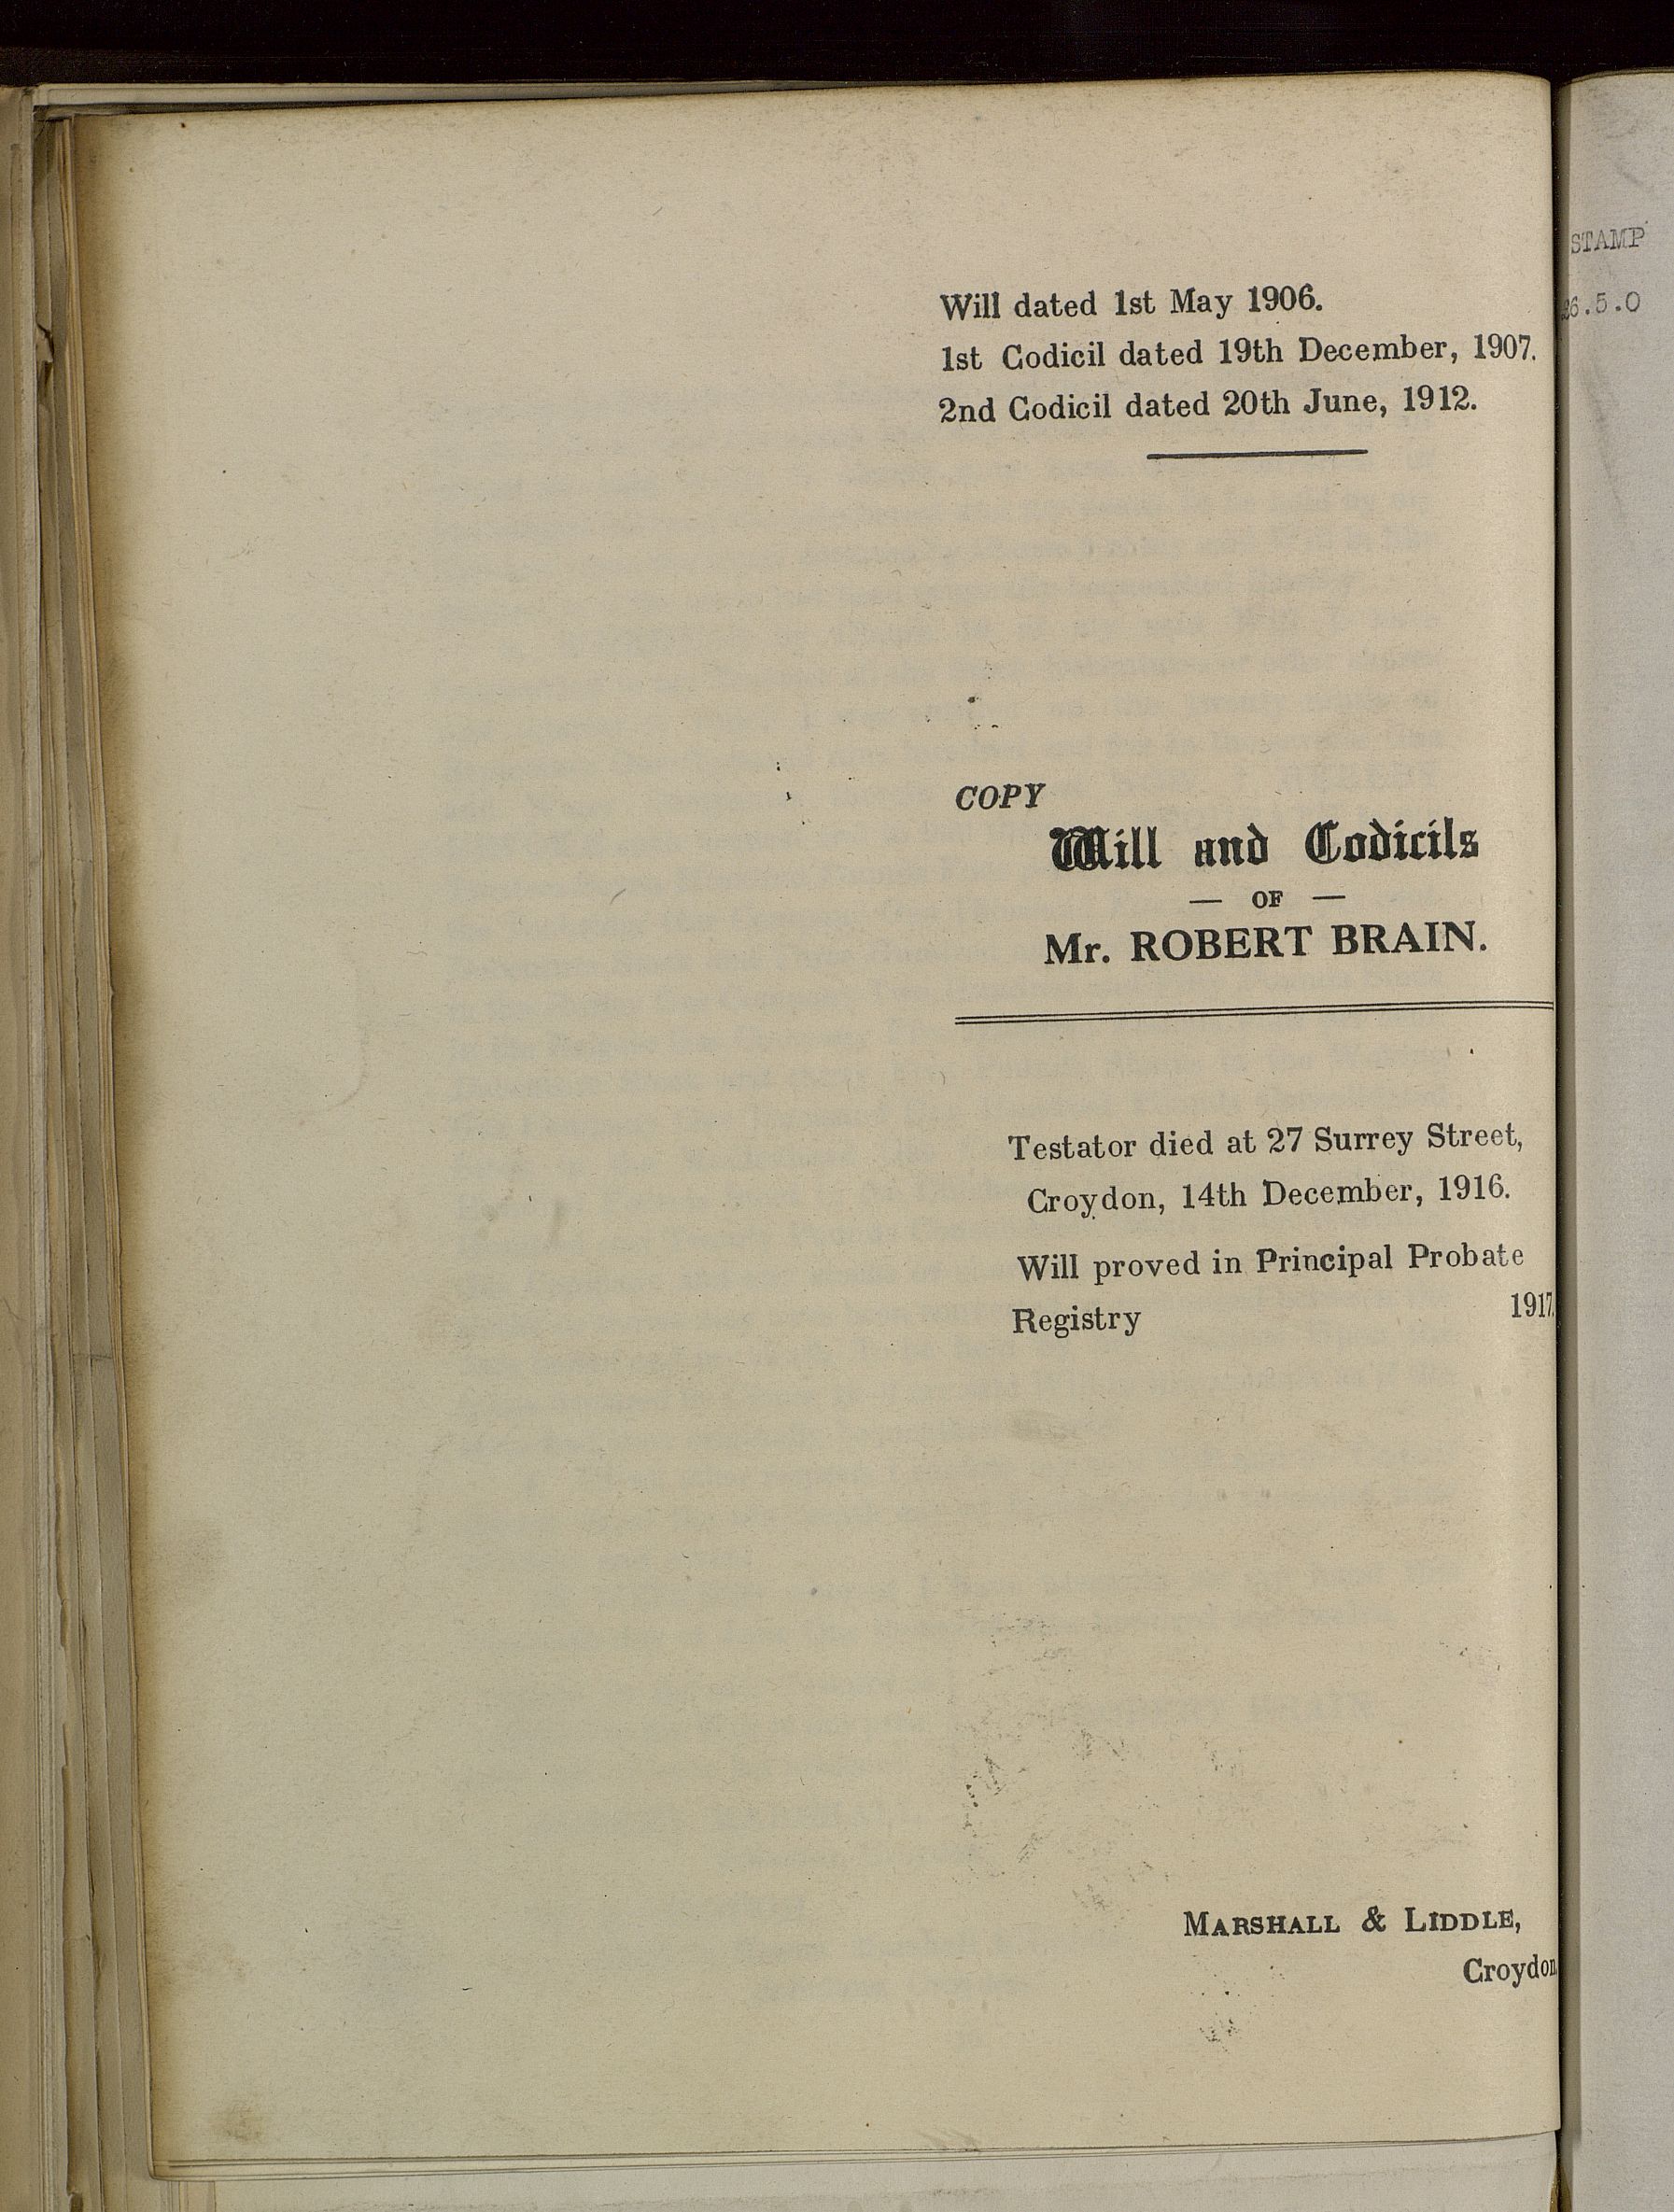 Will dated 1st May 1906.
1st Codicil dated 19th December, 1907.
2nd Codicil dated 20th June, 1912.
COPY
Will and Codicils
— OF —
Mr. ROBERT BRAIN.
Testator died at 27 Surrey Street,
Croydon, 14th December, 1916.
Will proved in Principal Probate
Registry 1917.
MARSHALL & LIDDLE,
Croydon
STAMP
26.5.0